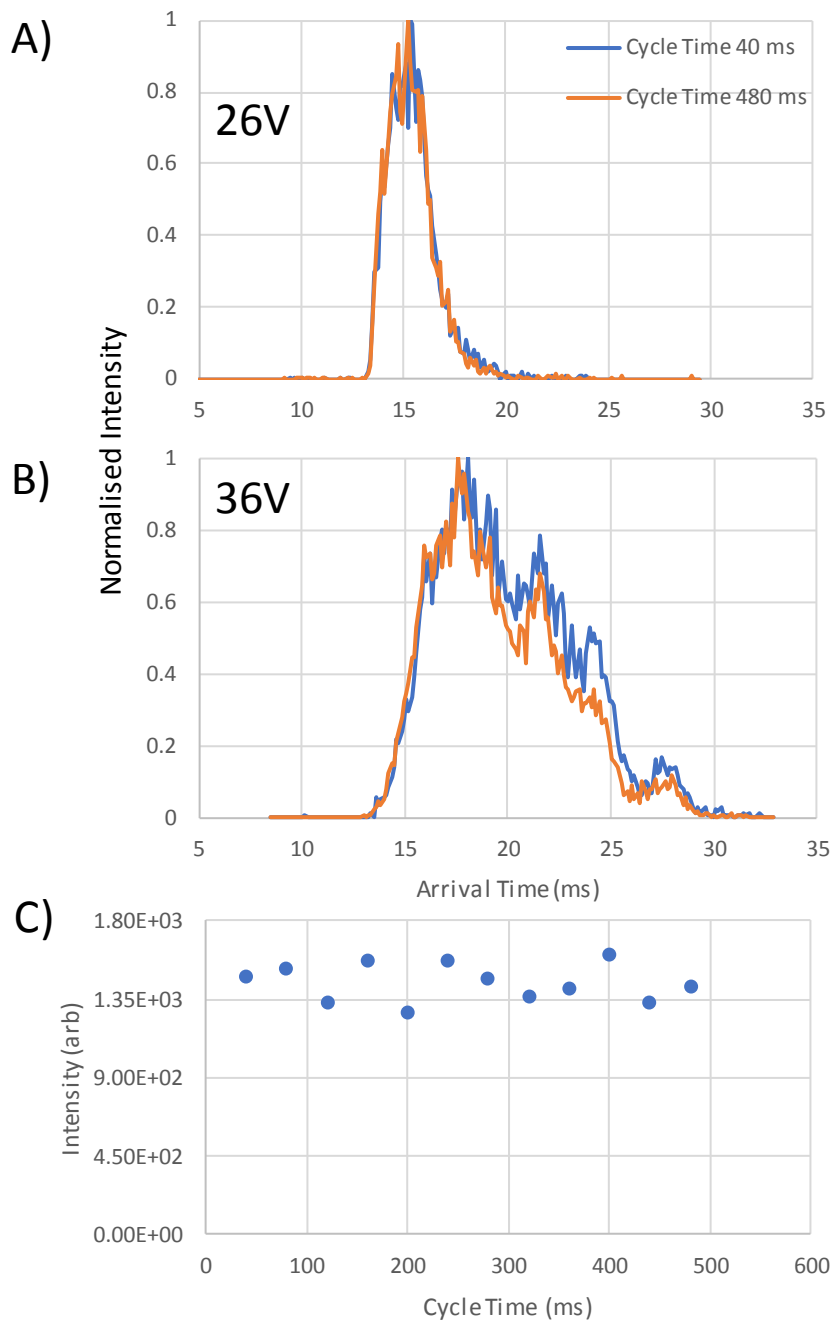 A)
Cycle Time 40 ms
Cycle Time 480 ms
26V
1
0.8
0.6
0.4
0.2
0
5 10 15 20 25 30 35
Normalised Intensity
B)
36V
1
0.8
0.6
0.4
0.2
0
5 10 15 20 25 30 35
Arrival Time (ms)
C)
1.80E+03
1.35E+03
9.00E+02
4.50E+02
0.00E+00
Intensity (arb)
0 100 200 300 400 500 600
Cycle Time (ms)